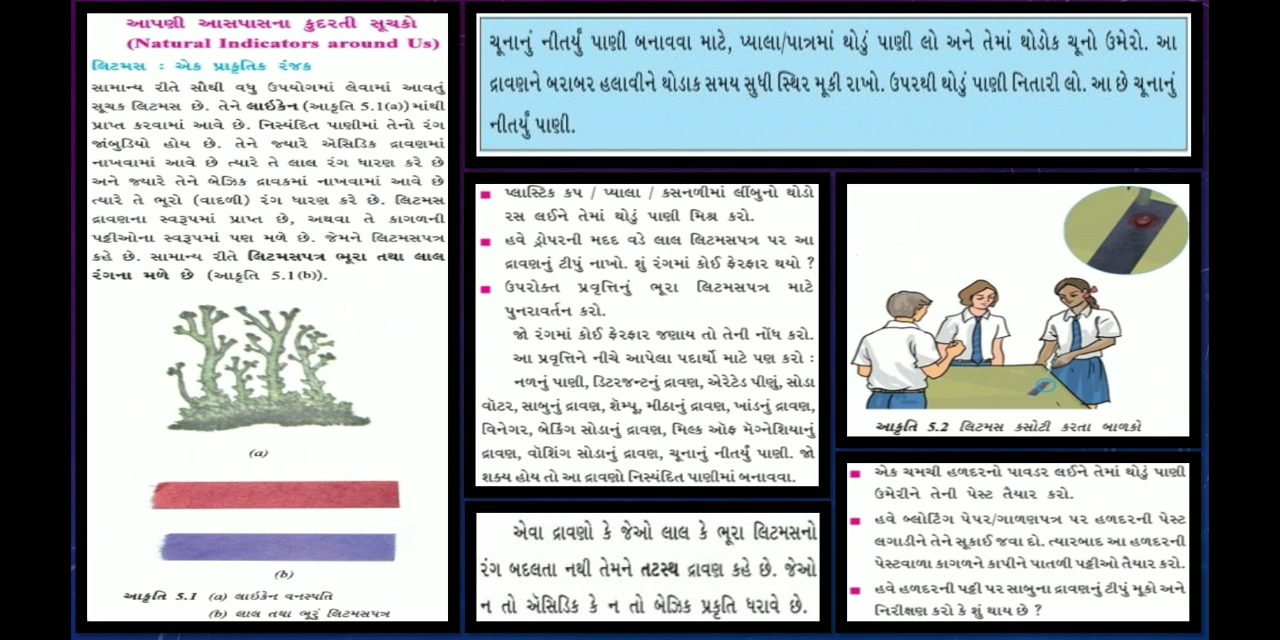 આપણી આસપાસના કુદરતી સૂચકો
(Natural Indicators around Us)
લિટમસ : એક પ્રાકૃતિક રંજક
સામાન્ય રીતે સૌથી વધુ ઉપયોગમાં લેવામાં આવતું
સૂચક લિટમસ છે. તેને લાઇકેન (આકૃતિ 5.1(a)) માંથી
પ્રાપ્ત કરવામાં આવે છે. નિસ્યંદિત પાણીમાં તેનો રંગ
જાંબુડિયો હોય છે. તેને જ્યારે ઍસિડિક દ્રાવણમાં
નાખવામાં આવે છે ત્યારે તે લાલ રંગ ધારણ કરે છે
અને જ્યારે તેને બેઝિક દ્રાવકમાં નાખવામાં આવે છે
ત્યારે તે ભૂરો (વાદળી) રંગ ધારણ કરે છે. લિટમસ
દ્રાવણના સ્વરૂપમાં પ્રાપ્ત છે, અથવા તે કાગળની
પટ્ટીઓના સ્વરૂપમાં પણ મળે છે. જેમને લિટમસપત્ર
કહે છે. સામાન્ય રીતે લિટમસપત્ર ભૂરા તથા લાલ
રંગના મળે છે (આકૃતિ 5.1(b)).
(a)
(b)
આકૃતિ 5.1 (a) લાઇકેન વનસ્પતિ
(b) લાલ તથા ભૂરું લિટમસપત્ર
ચૂનાનું નીતર્યું પાણી બનાવવા માટે, પ્યાલા/પાત્રમાં થોડું પાણી લો અને તેમાં થોડોક ચૂનો ઉમેરો. આ
દ્રાવણને બરાબર હલાવીને થોડાક સમય સુધી સ્થિર મૂકી રાખો. ઉપરથી થોડું પાણી નિતારી લો. આ છે ચૂનાનું
નીતર્યું પાણી.
પ્લાસ્ટિક કપ / પ્યાલા / કસનળીમાં લીંબુનો થોડો
રસ લઈને તેમાં થોડું પાણી મિશ્ર કરો.
હવે ડ્રોપરની મદદ વડે લાલ લિટમસપત્ર પર આ
દ્રાવણનું ટીપું નાખો. શું રંગમાં કોઈ ફેરફાર થયો ?
ઉપરોક્ત પ્રવૃત્તિનું ભૂરા લિટમસપત્ર માટે
પુનરાવર્તન કરો.
જો રંગમાં કોઈ ફેરફાર જણાય તો તેની નોંધ કરો.
આ પ્રવૃત્તિને નીચે આપેલા પદાર્થો માટે પણ કરો :
નળનું પાણી, ડિટરજન્ટનું દ્રાવણ, એરેટેડ પીણું, સોડા
વૉટર, સાબુનું દ્રાવણ, શૅમ્પૂ, મીઠાનું દ્રાવણ, ખાંડનું દ્રાવણ,
વિનેગર, બેકિંગ સોડાનું દ્રાવણ, મિલ્ક ઑફ મૅગ્નેશિયાનું
દ્રાવણ, વૉશિંગ સોડાનું દ્રાવણ, ચૂનાનું નીતર્યું પાણી. જો
શક્ય હોય તો આ દ્રાવણો નિસ્યંદિત પાણીમાં બનાવવા.
એવા દ્રાવણો કે જેઓ લાલ કે ભૂરા લિટમસનો
રંગ બદલતા નથી તેમને તટસ્થ દ્રાવણ કહે છે. જેઓ
ન તો ઍસિડિક કે ન તો બેઝિક પ્રકૃતિ ધરાવે છે.
આકૃતિ 5.2 લિટમસ કસોટી કરતા બાળકો
એક ચમચી હળદરનો પાવડર લઈને તેમાં થોડું પાણી
ઉમેરીને તેની પેસ્ટ તૈયાર કરો.
હવે બ્લોટિંગ પેપર/ગાળણપત્ર પર હળદરની પેસ્ટ
લગાડીને તેને સૂકાઈ જવા દો. ત્યારબાદ આ હળદરની
પેસ્ટવાળા કાગળને કાપીને પાતળી પટ્ટીઓ તૈયાર કરો.
હવે હળદરની પટ્ટી પર સાબુના દ્રાવણનું ટીપું મૂકો અને
નિરીક્ષણ કરો કે શું થાય છે ?